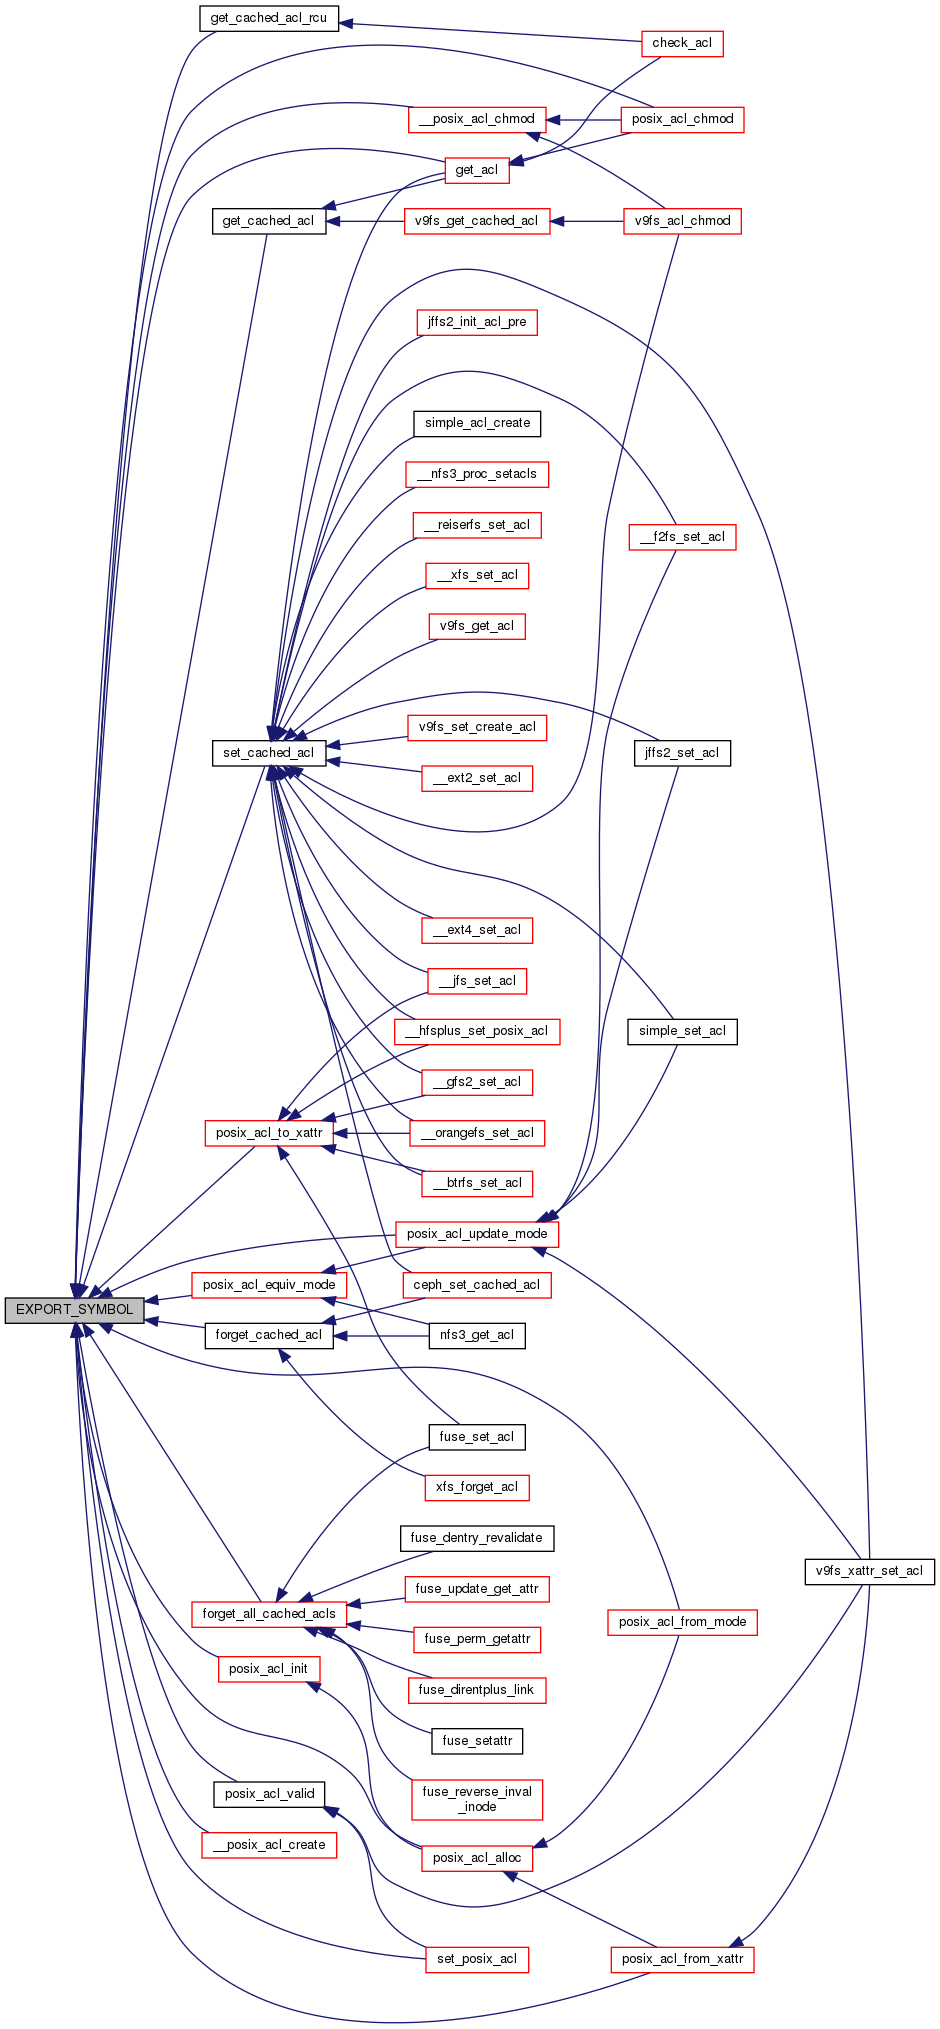 get_cached_acl_rcu
check_acl
__posix_acl_chmod
posix_acl_chmod
get_acl
get_cached_acl
v9fs_get_cached_acl
v9fs_acl_chmod
jffs2_init_acl_pre
simple_acl_create
__nfs3_proc_setacls
__reiserfs_set_acl
__f2fs_set_acl
__xfs_set_acl
v9fs_get_acl
v9fs_set_create_acl
set_cached_acl
jffs2_set_acl
__ext2_set_acl
__ext4_set_acl
__jfs_set_acl
__hfsplus_set_posix_acl
simple_set_acl
__gfs2_set_acl
posix_acl_to_xattr
__orangefs_set_acl
__btrfs_set_acl
posix_acl_update_mode
posix_acl_equiv_mode
ceph_set_cached_acl
EXPORT_SYMBOL
forget_cached_acl
nfs3_get_acl
fuse_set_acl
xfs_forget_acl
fuse_dentry_revalidate
v9fs_xattr_set_acl
fuse_update_get_attr
forget_all_cached_acls
posix_acl_from_mode
fuse_perm_getattr
posix_acl_init
fuse_direntplus_link
fuse_setattr
posix_acl_valid
fuse_reverse_inval
_inode
__posix_acl_create
posix_acl_alloc
set_posix_acl
posix_acl_from_xattr